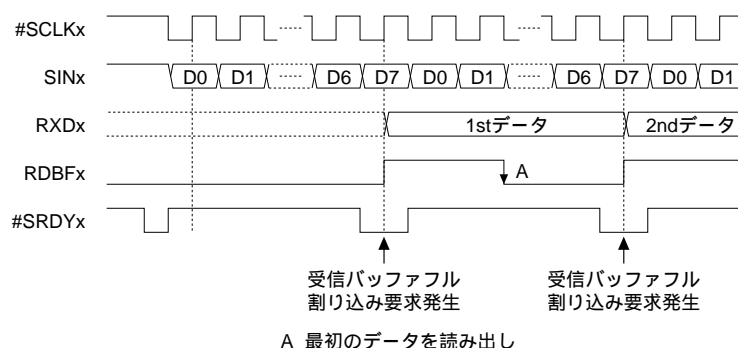 #SCLKx
SINx D0 D1 D6 D7 D0 D1 D6 D7 D0 D1
RXDx 1stデータ 2ndデータ
RDBFx A
#SRDYx
受信バッファフル 受信バッファフル
割り込み要求発生 割り込み要求発生
A 最初のデータを読み出し